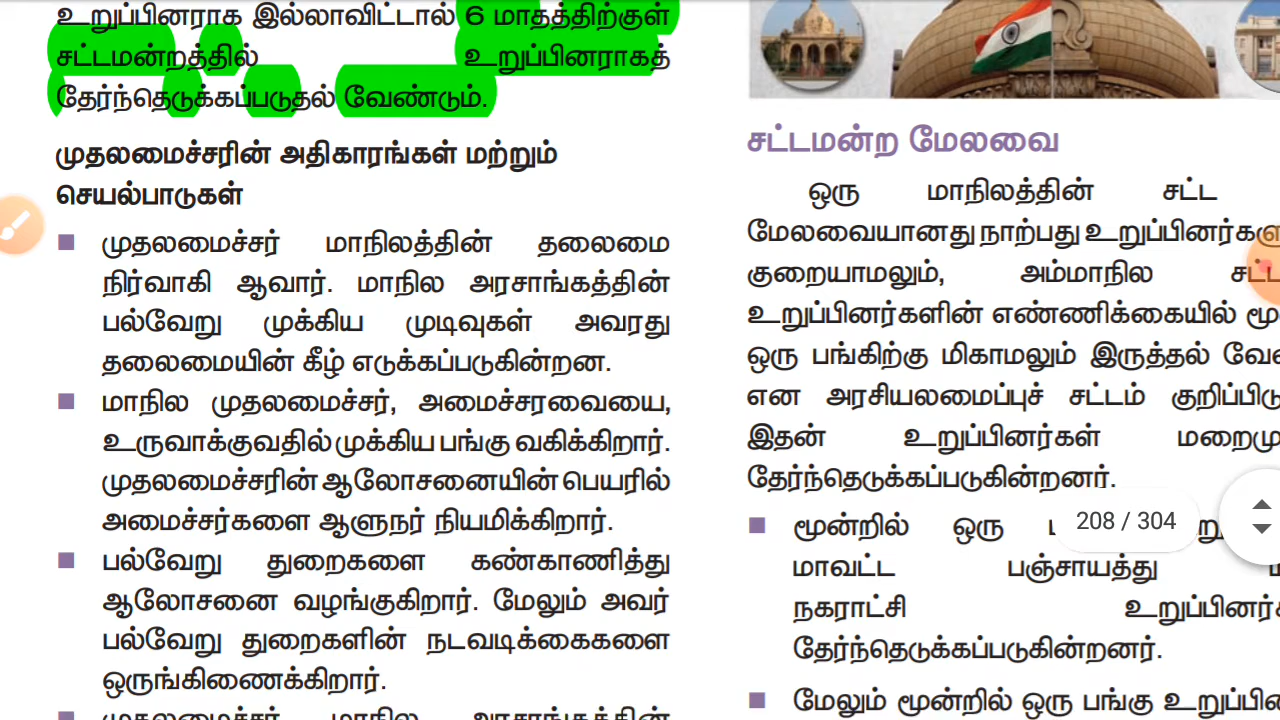 உறுப்பினராக இல்லாவிட்டால் 6 மாதத்திற்குள்
சட்டமன்றத்தில் உறுப்பினராகத்
தேர்ந்தெடுக்கப்படுதல் வேண்டும்.
முதலமைச்சரின் அதிகாரங்கள் மற்றும்
செயல்பாடுகள்
முதலமைச்சர் மாநிலத்தின் தலைமை
நிர்வாகி ஆவார். மாநில அரசாங்கத்தின்
பல்வேறு முக்கிய முடிவுகள் அவரது
தலைமையின் கீழ் எடுக்கப்படுகின்றன.
மாநில முதலமைச்சர், அமைச்சரவையை,
உருவாக்குவதில் முக்கிய பங்கு வகிக்கிறார்.
முதலமைச்சரின் ஆலோசனையின் பெயரில்
அமைச்சர்களை ஆளுநர் நியமிக்கிறார்.
பல்வேறு துறைகளை கண்காணித்து
ஆலோசனை வழங்குகிறார். மேலும் அவர்
பல்வேறு துறைகளின் நடவடிக்கைகளை
ஒருங்கிணைக்கிறார்.
முதலமைச்சர் மாநில அரசாங்கத்தின்
சட்டமன்ற மேலவை
ஒரு மாநிலத்தின் சட்ட
மேலவையானது நாற்பது
குறையாமலும், அம்மாநில
உறுப்பினர்களின் எண்ணிக்கையில்
ஒரு பங்கிற்கு மிகாமலும் இருத்தல்
என அரசியலமைப்புச் சட்டம்
இதன் உறுப்பினர்கள்
தேர்ந்தெடுக்கப்படுகின்றனர்.
மூன்றில் ஒரு
மாவட்ட பஞ்சாயத்து
நகராட்சி
தேர்ந்தெடுக்கப்படுகின்றனர்.
மேலும் மூன்றில் ஒரு பங்கு
208 / 304